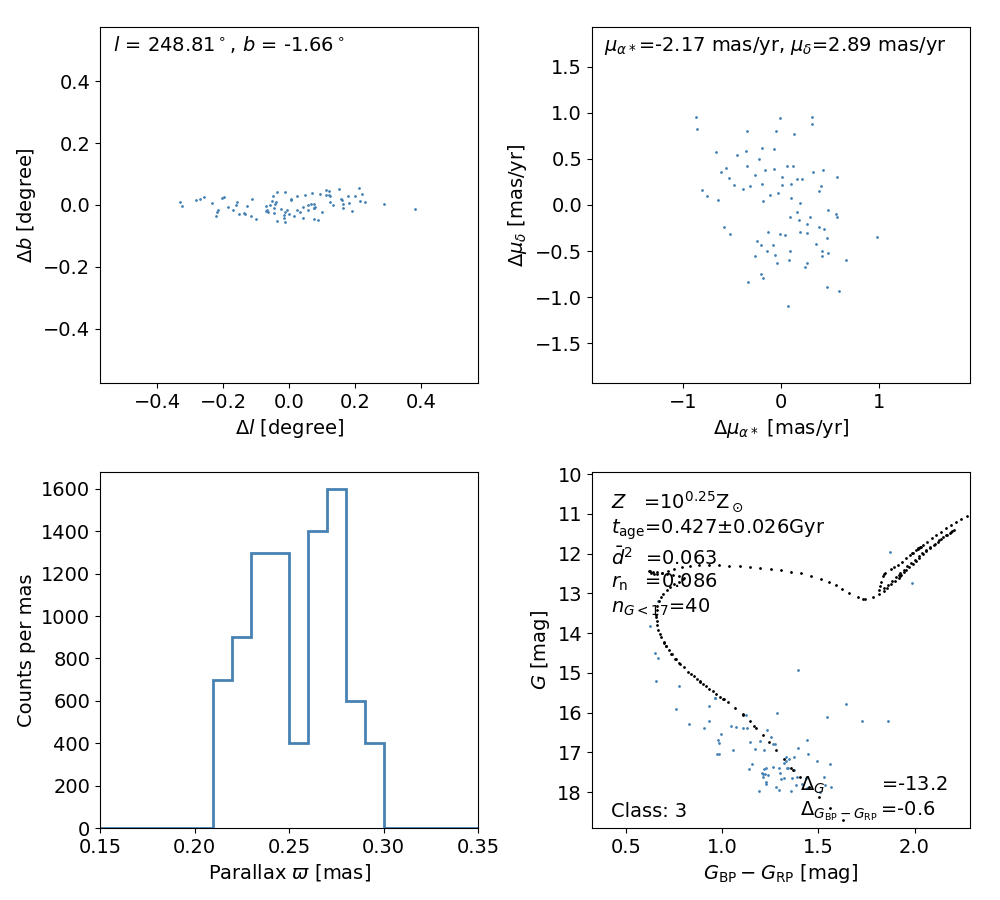 l = 248.81°, b = -1.66°
0.4
0.2
0.0
−0.2
−0.4
Δb [degree]
−0.4 −0.2 0.0 0.2 0.4
Δl [degree]
μα*=-2.17 mas/yr, μδ=2.89 mas/yr
1.5
1.0
0.5
0.0
−0.5
−1.0
−1.5
Δμδ [mas/yr]
−1 0 1
Δμα* [mas/yr]
1600
1400
1200
1000
800
600
400
200
0
Counts per mas
0.15 0.20 0.25 0.30 0.35
Parallax ϖ [mas]
10
11
12
13
14
15
16
17
18
G [mag]
Z =10^0.25 Z⊙
t_age=0.427±0.026Gyr
d̄² =0.063
r_n =0.086
n_G<17=40
Δ_G =-13.2
Class: 3 Δ_G_BP−G_RP =-0.6
0.5 1.0 1.5 2.0
G_BP − G_RP [mag]